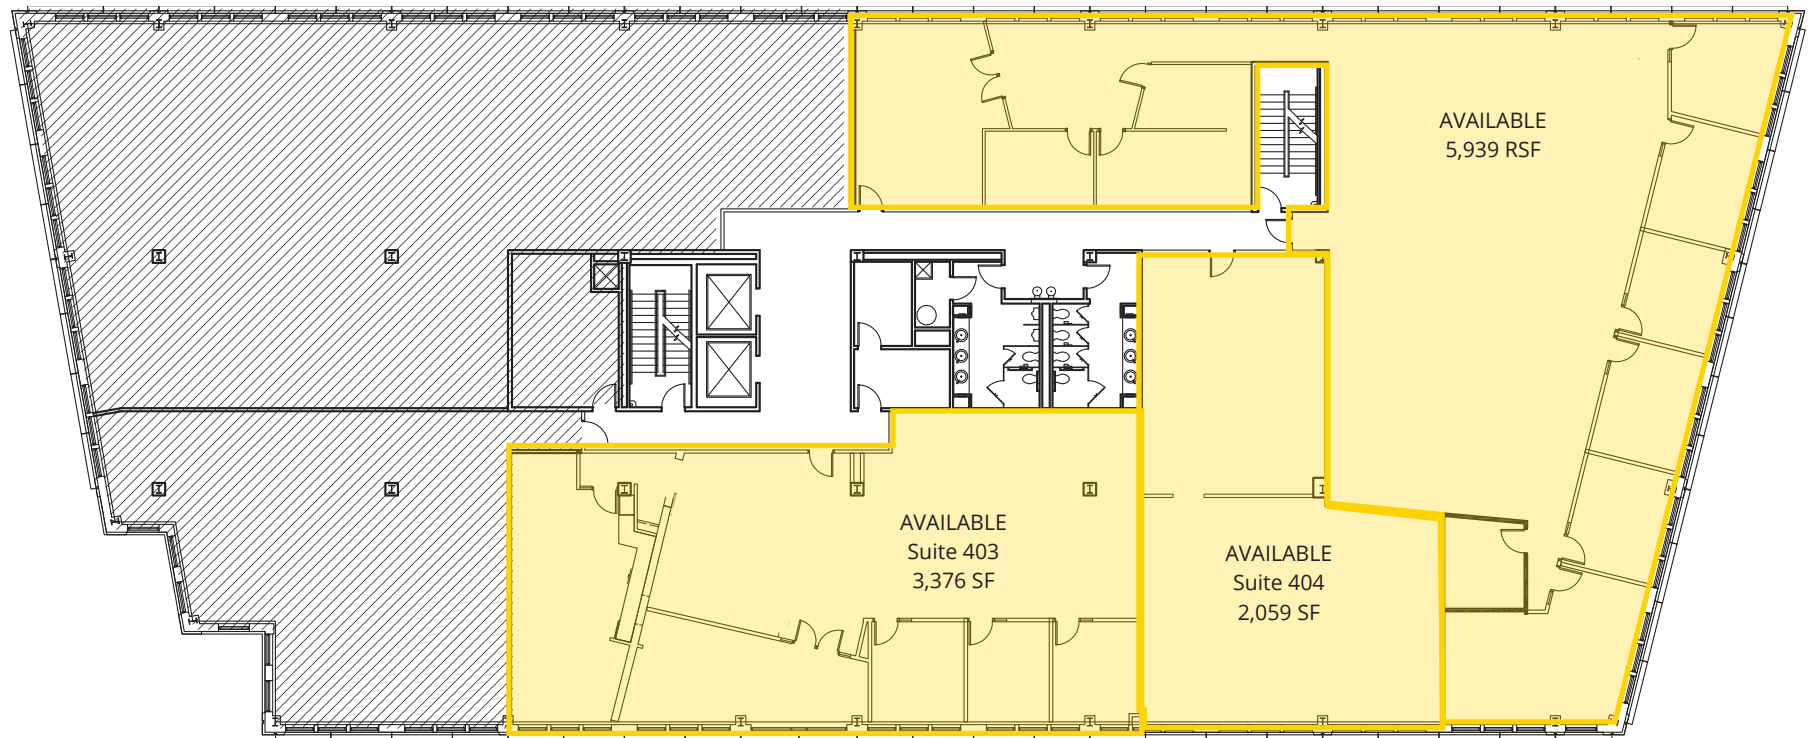 AVAILABLE
5,939 RSF
AVAILABLE
Suite 403
3,376 SF
AVAILABLE
Suite 404
2,059 SF